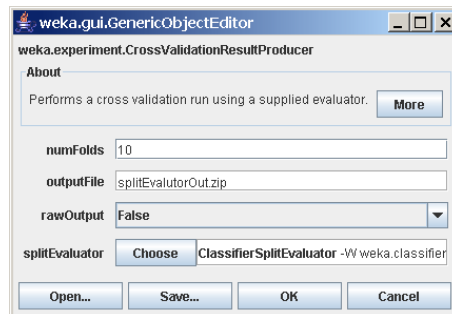 weka.gui.GenericObjectEditor
weka.experiment.CrossValidationResultProducer
About
Performs a cross validation run using a supplied evaluator. More
numFolds 10
outputFile splitEvalutorOut.zip
rawOutput False
splitEvaluator Choose ClassifierSplitEvaluator -W weka.classifier
Open... Save... OK Cancel